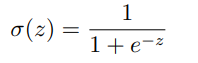 σ(z) = 1 / (1 + e^{-z})